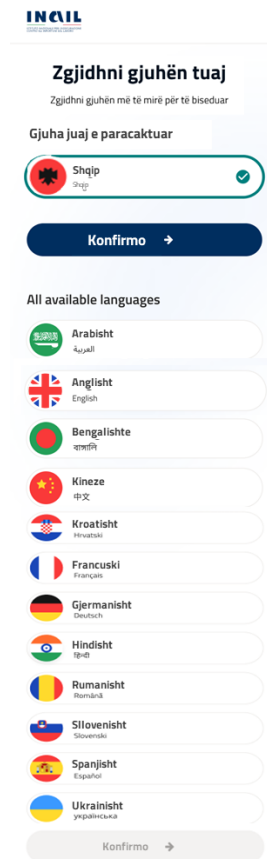 INAIL
Zgjidhni gjuhën tuaj
Zgjidhni gjuhën më të mirë për të biseduar
Gjuha juaj e paracaktuar
Shqip
Shqip
Konfirmo
All available languages
Arabisht
العربية
Anglisht
English
Bengalishte
বাঙ্গালি
Kineze
中文
Kroatisht
Hrvatski
Francuski
Français
Gjermanisht
Deutsch
Hindisht
हिन्दी
Rumanisht
Română
Sllovenisht
Slovenski
Spanjisht
Español
Ukrainisht
українська
Konfirmo